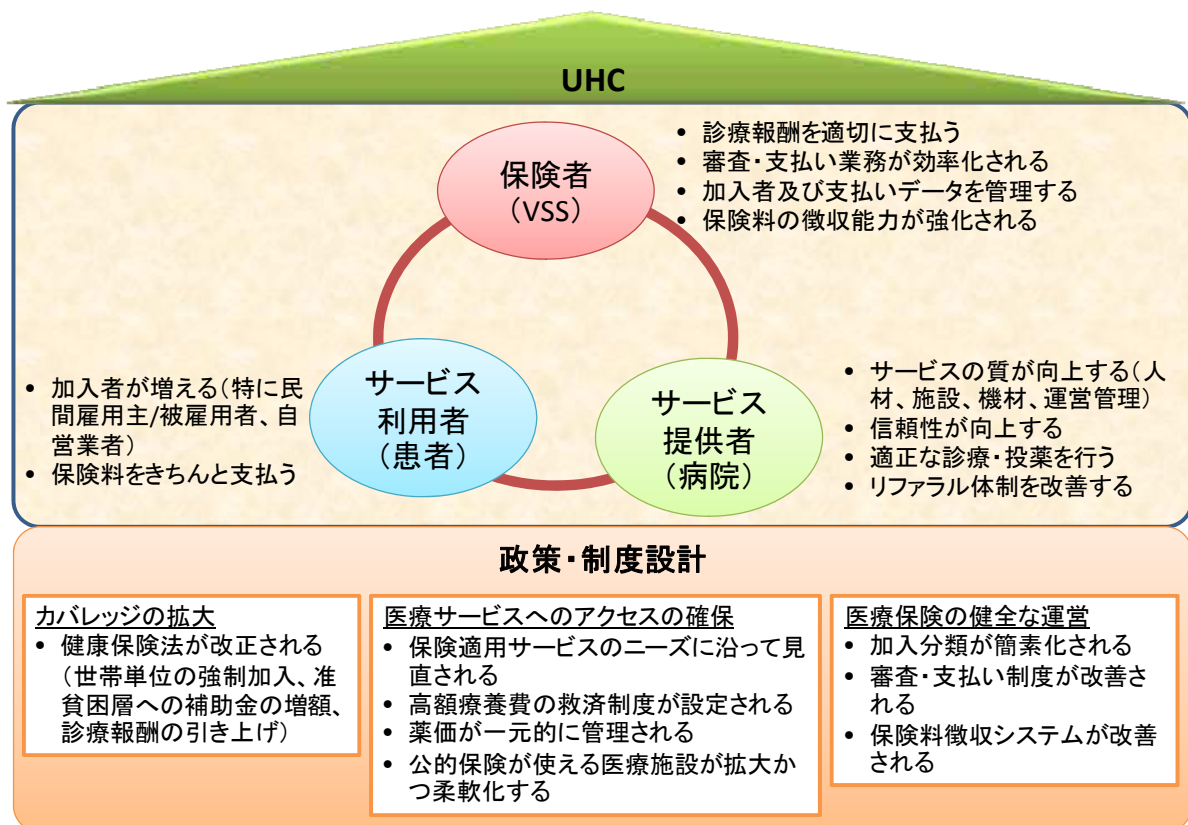 UHC
保険者
（VSS）
• 診療報酬を適切に支払う
• 審査・支払い業務が効率化される
• 加入者及び支払いデータを管理する
• 保険料の徴収能力が強化される
サービス
利用者
（患者）
• 加入者が増える（特に民
間雇用主/被雇用者、自
営業者）
• 保険料をきちんと支払う
サービス
提供者
（病院）
• サービスの質が向上する（人
材、施設、機材、運営管理）
• 信頼性が向上する
• 適正な診療・投薬を行う
• リファラル体制を改善する
政策・制度設計
カバレッジの拡大
• 健康保険法が改正される
（世帯単位の強制加入、准
貧困層への補助金の増額、
診療報酬の引き上げ）
医療サービスへのアクセスの確保
• 保険適用サービスのニーズに沿って見
直される
• 高額療養費の救済制度が設定される
• 薬価が一元的に管理される
• 公的保険が使える医療施設が拡大か
つ柔軟化する
医療保険の健全な運営
• 加入分類が簡素化される
• 審査・支払い制度が改善さ
れる
• 保険料徴収システムが改善
される